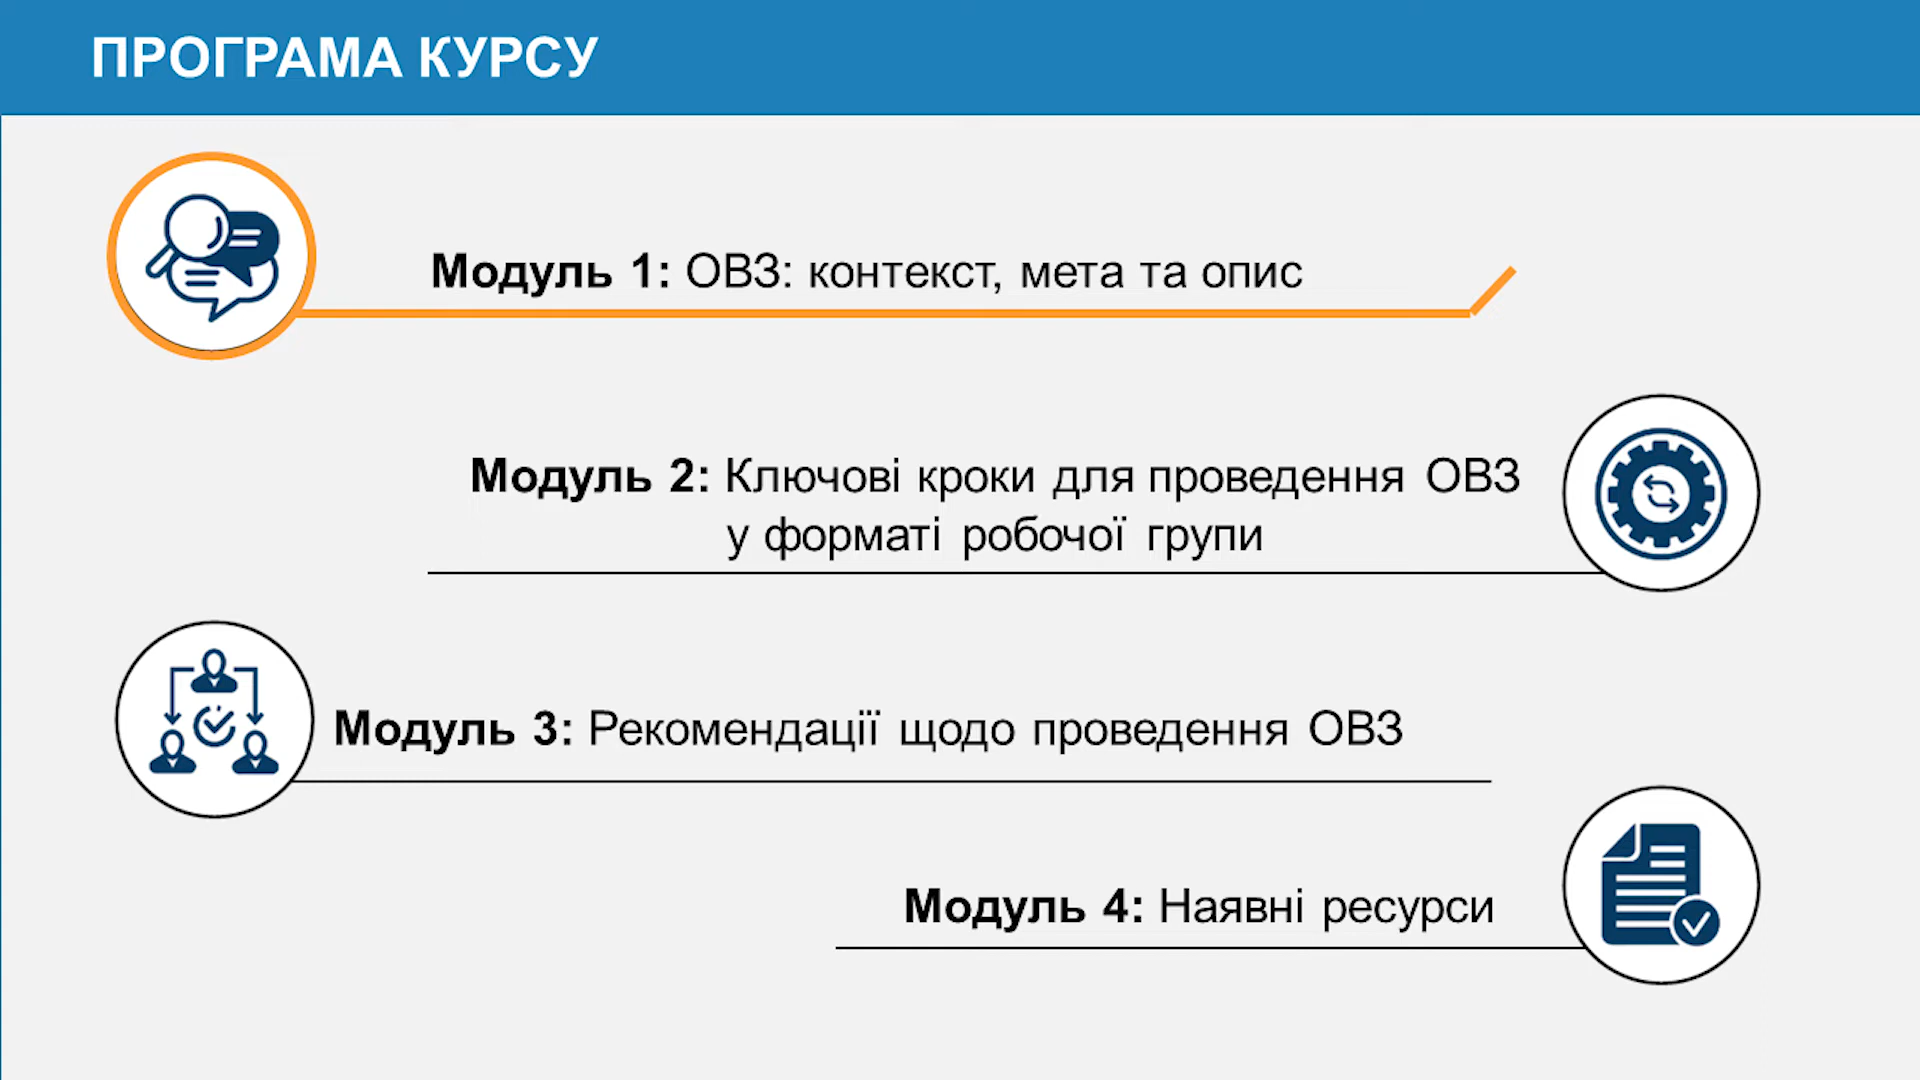 ПРОГРАМА КУРСУ
Модуль 1: ОВЗ: контекст, мета та опис
Модуль 2: Ключові кроки для проведення ОВЗ
у форматі робочої групи
Модуль 3: Рекомендації щодо проведення ОВЗ
Модуль 4: Наявні ресурси